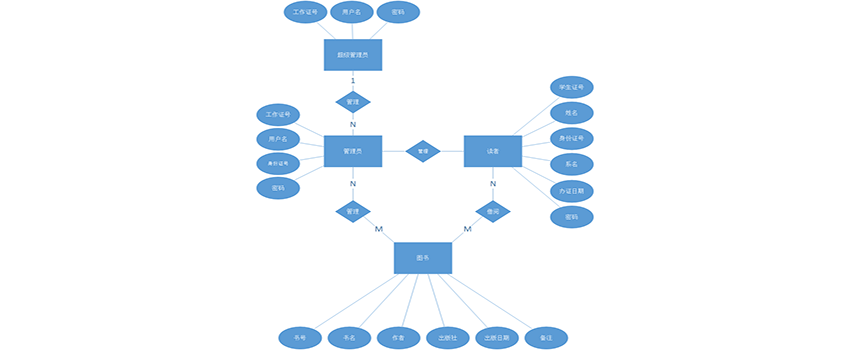 工作证号 用户名 密码
超级管理员
1
管理
N
工作证号
用户名
身份证号
密码
管理员
管理
读者
学生证号
姓名
身份证号
系名
办证日期
密码
N
N
管理
借阅
M
M
图书
书号 书名 作者 出版社 出版日期 备注